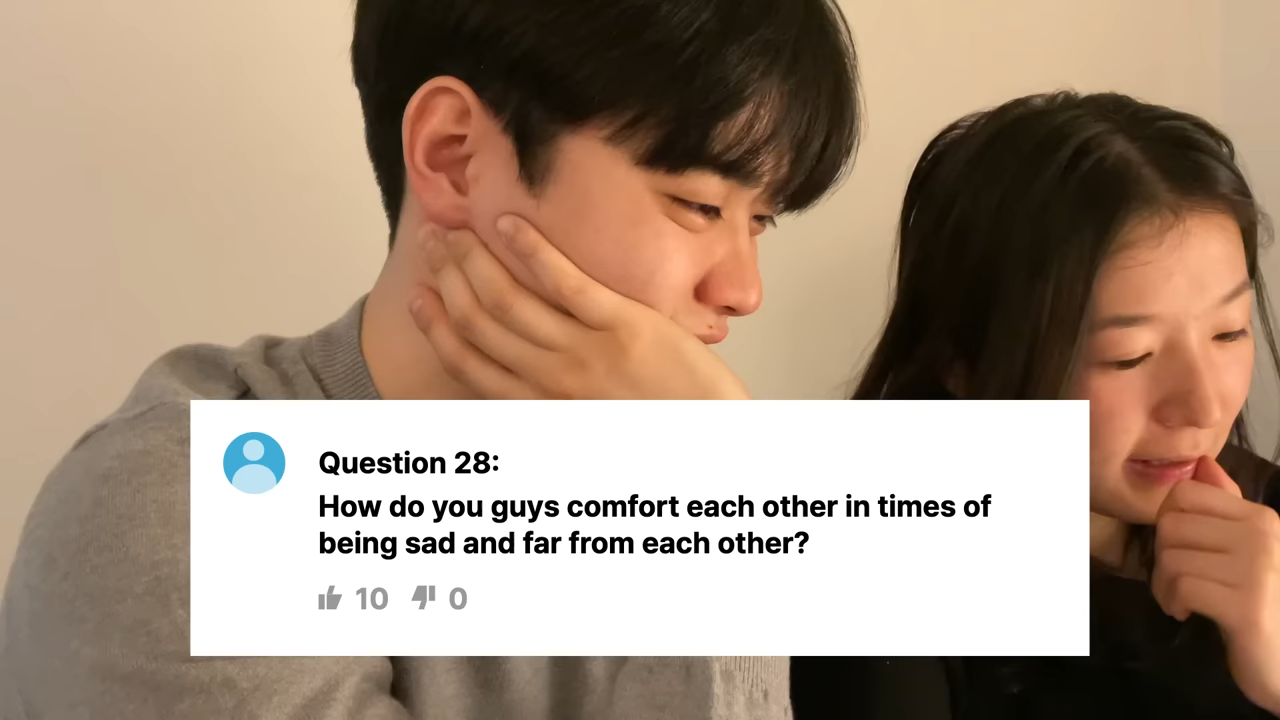 Question 28:
How do you guys comfort each other in times of
being sad and far from each other?
10 0